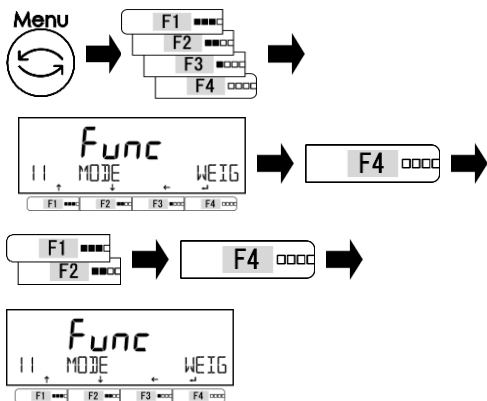 Menu
F1
F2
F3
F4
Func
11 MODE WEIG
↑ ↓ ← ↵
F1 F2 F3 F4
F4
F1
F2
F4
Func
11 MODE WEIG
↑ ↓ ← ↵
F1 F2 F3 F4